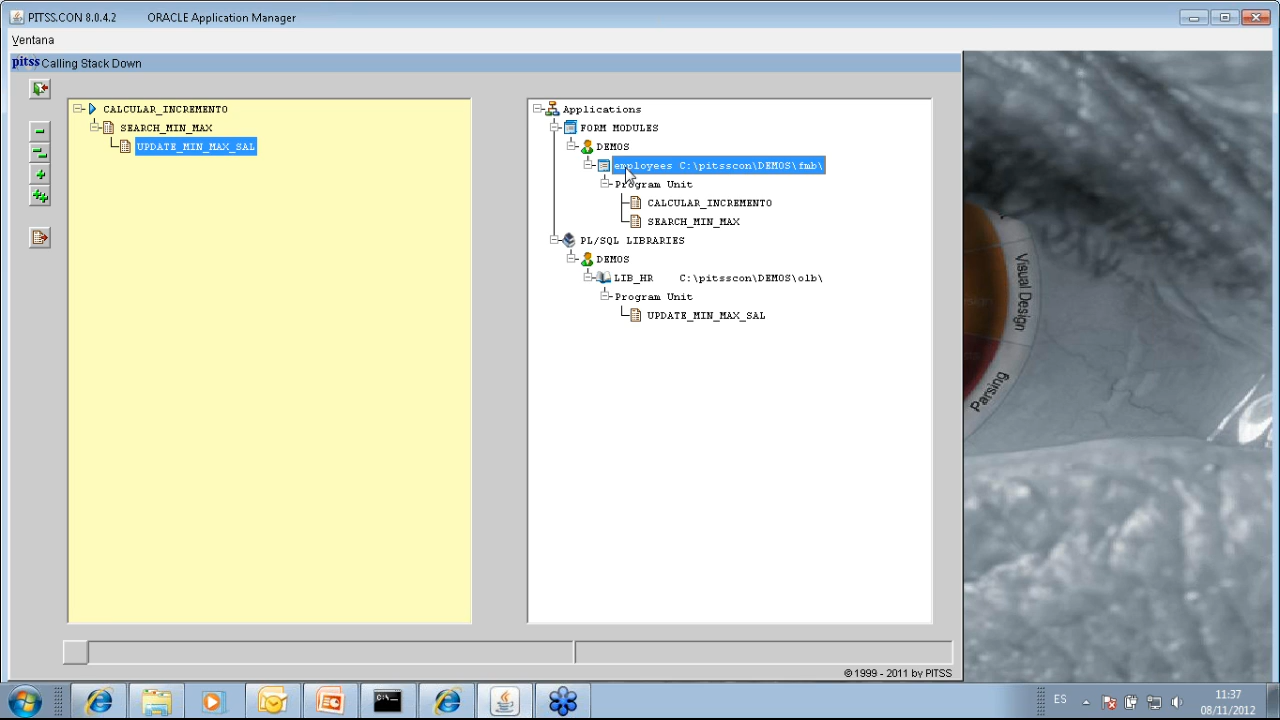 PITSS.CON 8.0.4.2 ORACLE Application Manager
Ventana
pitss Calling Stack Down
CALCULAR_INCREMENTO
SEARCH_MIN_MAX
UPDATE_MIN_MAX_SAL
Applications
FORM MODULES
DEMOS
employees C:\pitsscon\DEMOS\fmb\
Program Unit
CALCULAR_INCREMENTO
SEARCH_MIN_MAX
PL/SQL LIBRARIES
DEMOS
LIB_HR C:\pitsscon\DEMOS\olb\
Program Unit
UPDATE_MIN_MAX_SAL
Visual Design
Parsing
© 1999 - 2011 by PITSS
ES
11:37
08/11/2012